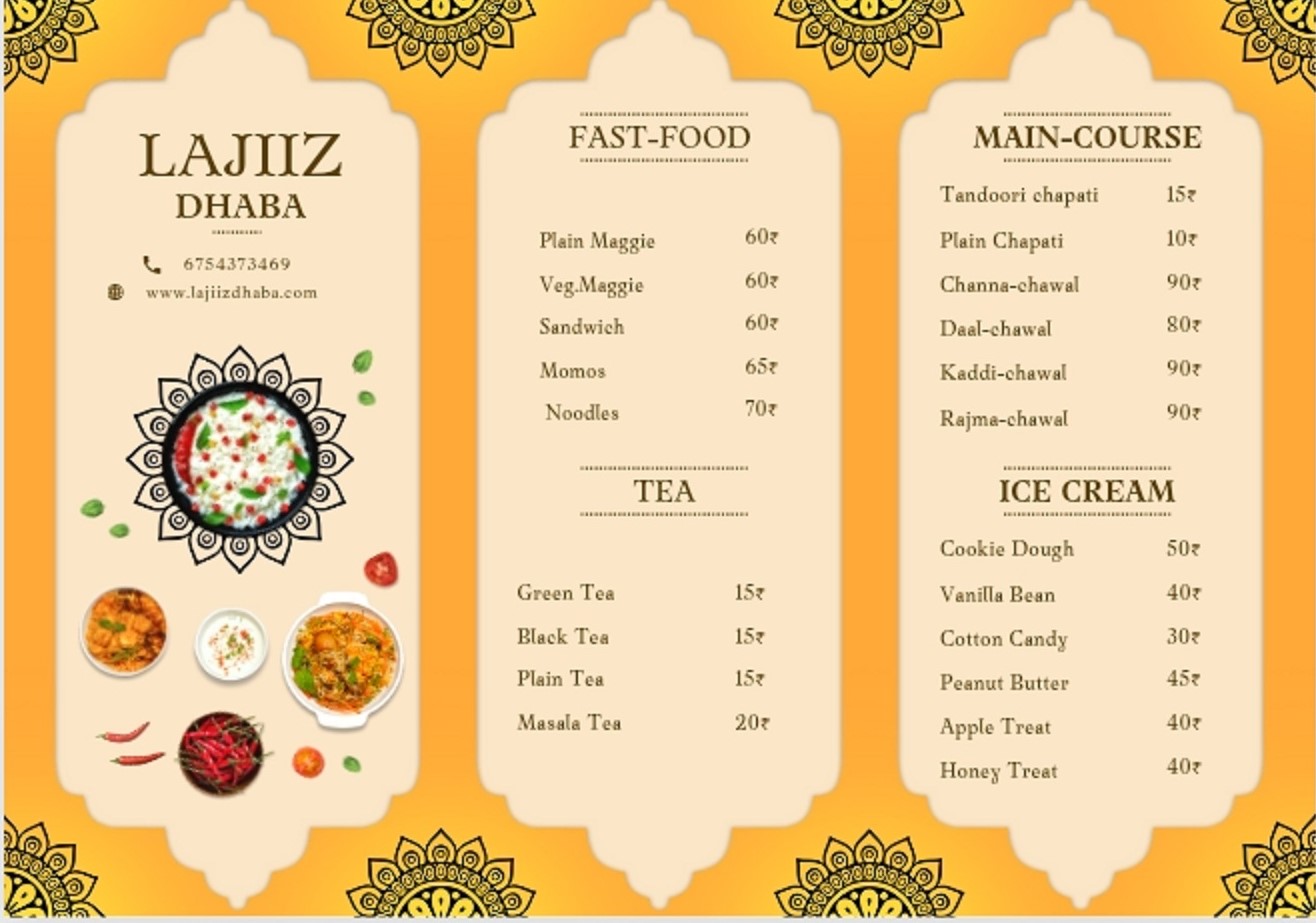 LAJIIZ
DHABA
6754373469
www.lajiizdhaba.com
FAST-FOOD
Plain Maggie 60₹
Veg.Maggie 60₹
Sandwich 60₹
Momos 65₹
Noodles 70₹
TEA
Green Tea 15₹
Black Tea 15₹
Plain Tea 15₹
Masala Tea 20₹
MAIN-COURSE
Tandoori chapati 15₹
Plain Chapati 10₹
Channa-chawal 90₹
Daal-chawal 80₹
Kaddi-chawal 90₹
Rajma-chawal 90₹
ICE CREAM
Cookie Dough 50₹
Vanilla Bean 40₹
Cotton Candy 30₹
Peanut Butter 45₹
Apple Treat 40₹
Honey Treat 40₹